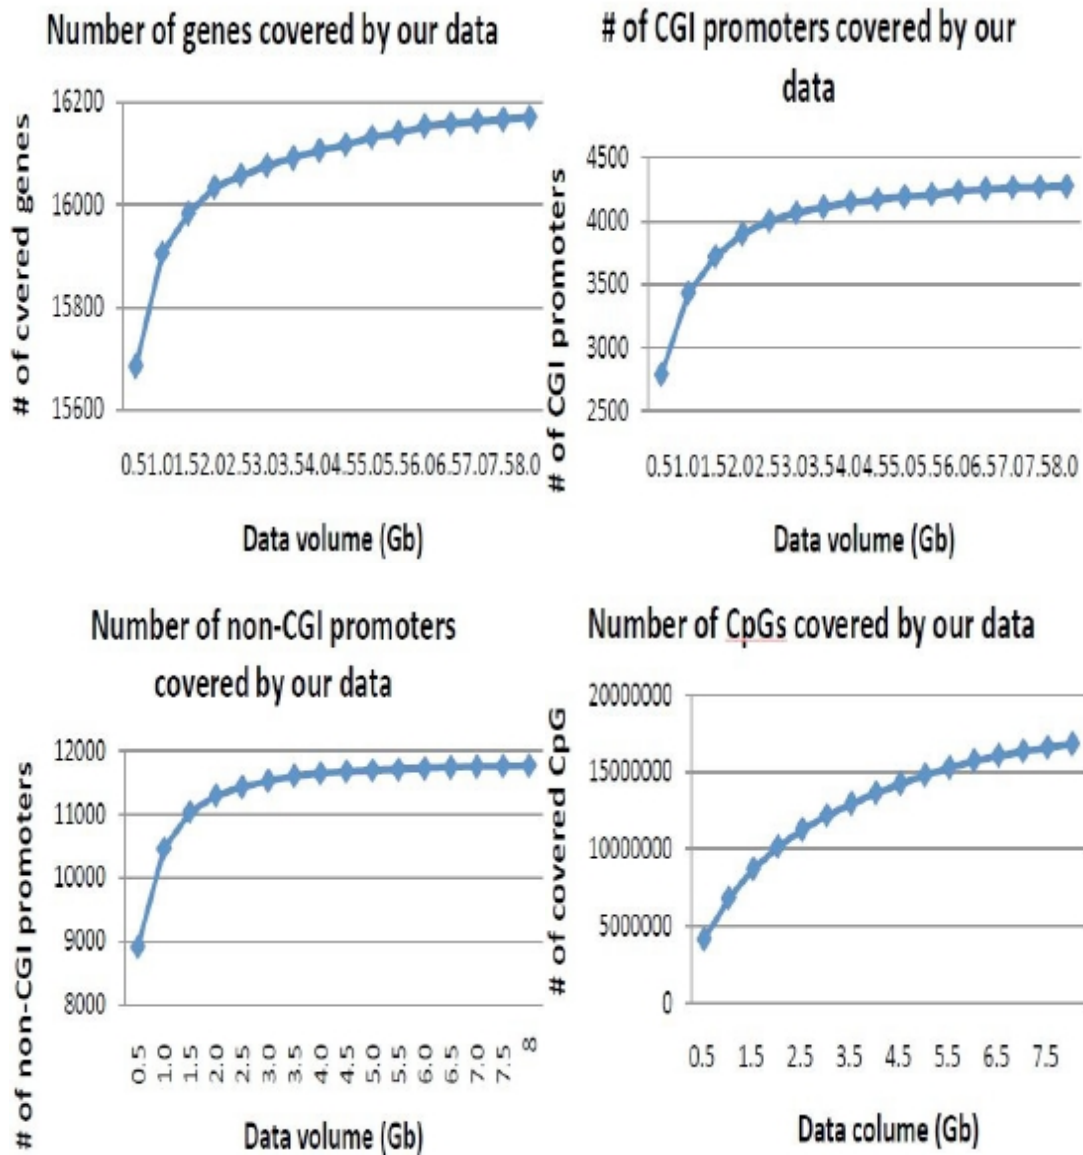 Number of genes covered by our data
# of cvered genes
16200
16000
15800
15600
0.51.01.52.02.53.03.54.04.55.05.56.06.57.07.58.0
Data volume (Gb)
# of CGI promoters covered by our
data
# of CGI promoters
4500
4000
3500
3000
2500
0.51.01.52.02.53.03.54.04.55.05.56.06.57.07.58.0
Data volume (Gb)
Number of non-CGI promoters
covered by our data
# of non-CGI promoters
12000
11000
10000
9000
8000
0.5 1.0 1.5 2.0 2.5 3.0 3.5 4.0 4.5 5.0 5.5 6.0 6.5 7.0 7.5 8
Data volume (Gb)
Number of CpGs covered by our data
# of covered CpG
20000000
15000000
10000000
5000000
0
0.5 1.5 2.5 3.5 4.5 5.5 6.5 7.5
Data colume (Gb)